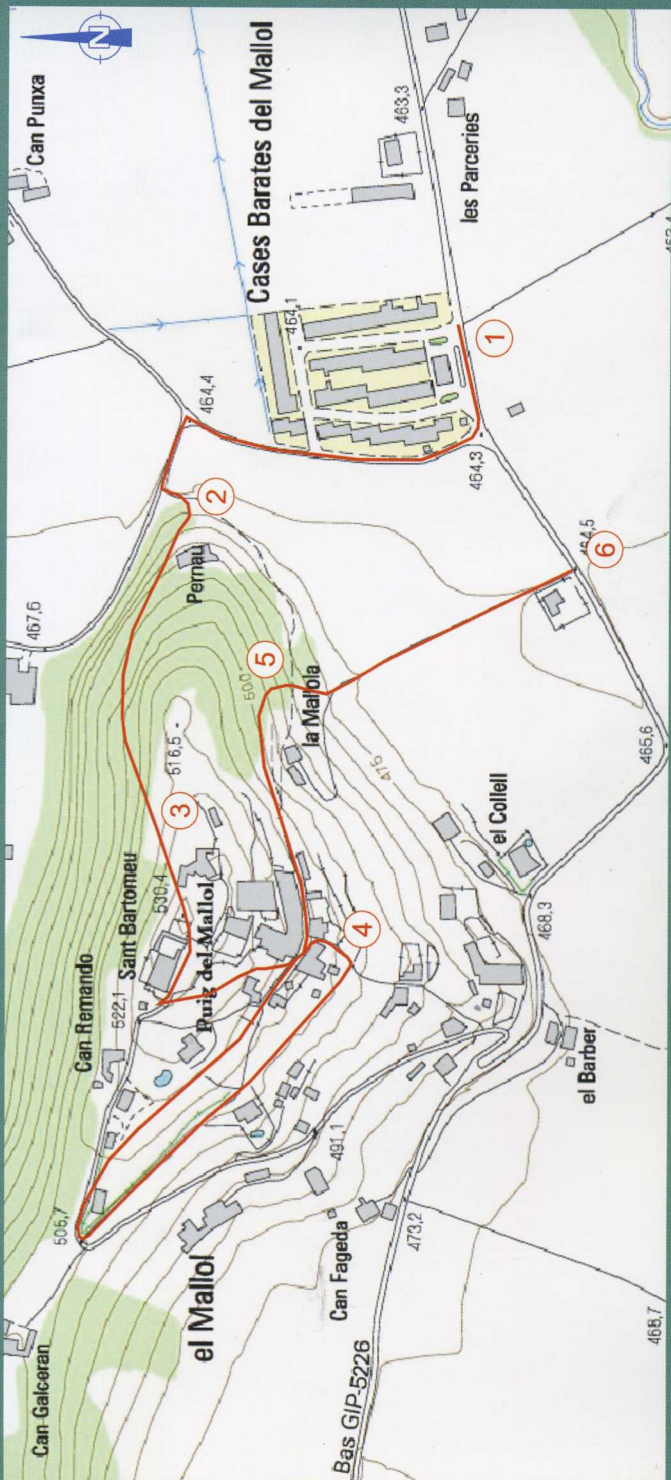 N
Can Punxa
Cases Barates del Mallol
463,3
les Parceries
464,1
464,4
1
464,3
2
467,6
Pernau
464,5
6
5
500
la Mallola
516,5
475
465,6
3
530,4
Sant Bartomeu
Puig del Mallol
el Collell
468,3
4
Can Remando
522,1
el Barber
491,1
505,7
el Mallol
Can Fageda
473,2
468,7
Can Galceran
Bas GIP-5226